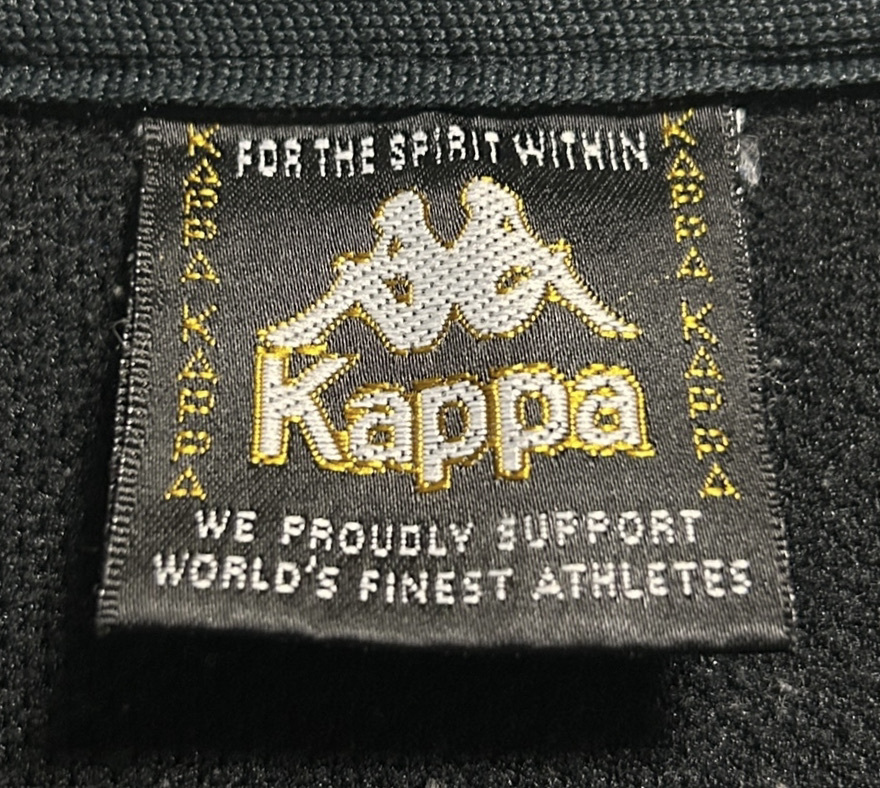 FOR THE SPIRIT WITHIN
KAPPA KAPPA
Kappa
KAPPA KAPPA
WE PROUDLY SUPPORT
WORLD'S FINEST ATHLETES